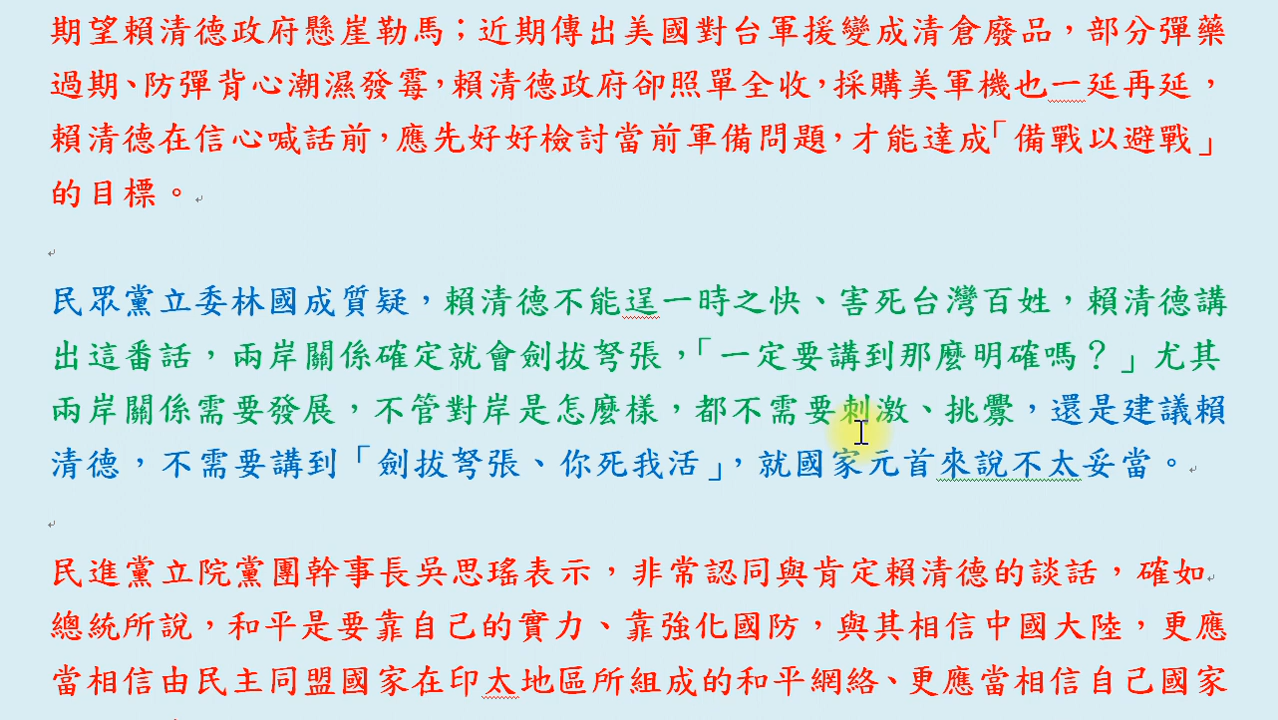 期望賴清德政府懸崖勒馬；近期傳出美國對台軍援變成清倉廢品，部分彈藥
過期、防彈背心潮濕發霉，賴清德政府卻照單全收，採購美軍機也一延再延，
賴清德在信心喊話前，應先好好檢討當前軍備問題，才能達成「備戰以避戰」
的目標。
民眾黨立委林國成質疑，賴清德不能逞一時之快、害死台灣百姓，賴清德講
出這番話，兩岸關係確定就會劍拔弩張，「一定要講到那麼明確嗎？」尤其
兩岸關係需要發展，不管對岸是怎麼樣，都不需要刺激、挑釁，還是建議賴
清德，不需要講到「劍拔弩張、你死我活」，就國家元首來說不太妥當。
民進黨立院黨團幹事長吳思瑤表示，非常認同與肯定賴清德的談話，確如
總統所說，和平是要靠自己的實力、靠強化國防，與其相信中國大陸，更應
當相信由民主同盟國家在印太地區所組成的和平網絡、更應當相信自己國家